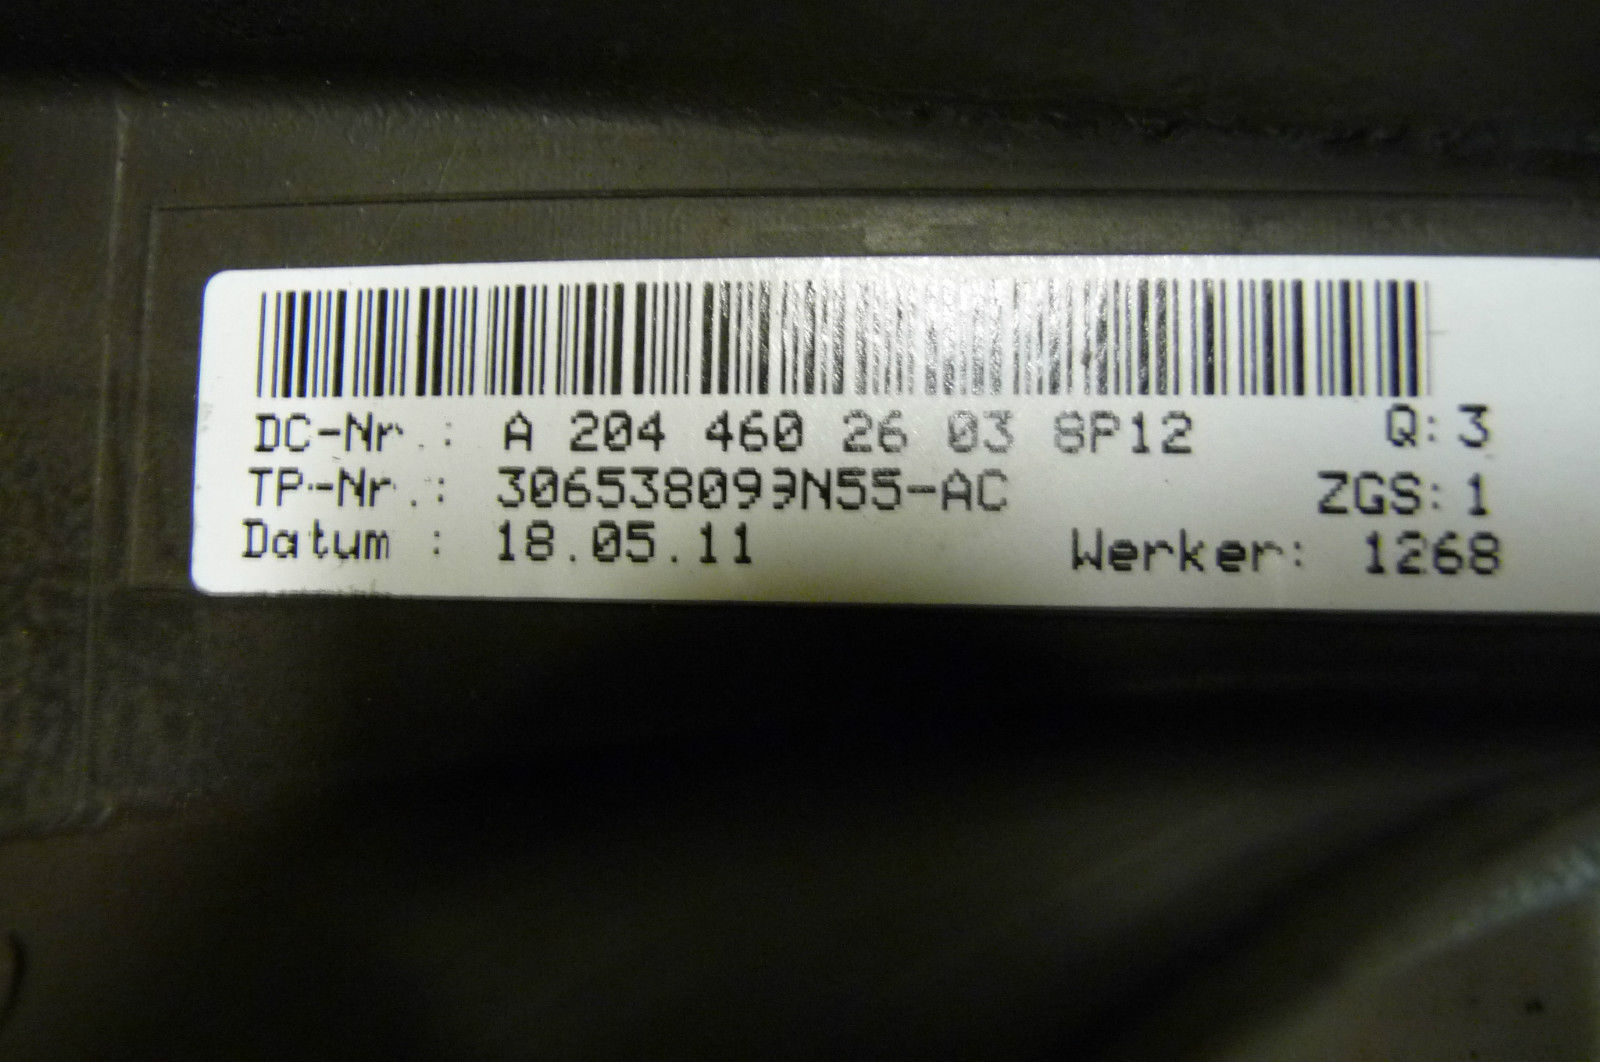 DC-Nr.: A 204 460 26 03 8P12 Q: 3
TP-Nr.: 306538099N55-AC ZGS: 1
Datum : 18.05.11 Werker: 1268